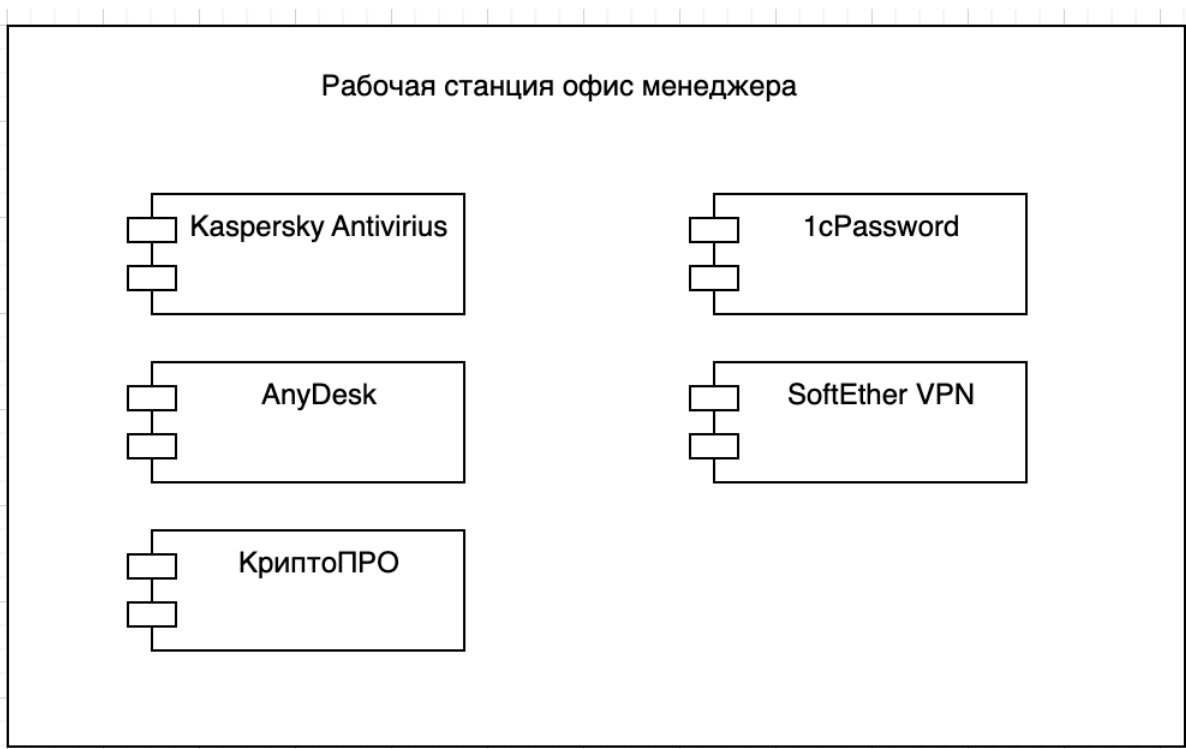 Рабочая станция офис менеджера
Kaspersky Antivirius
1cPassword
AnyDesk
SoftEther VPN
КриптоПРО